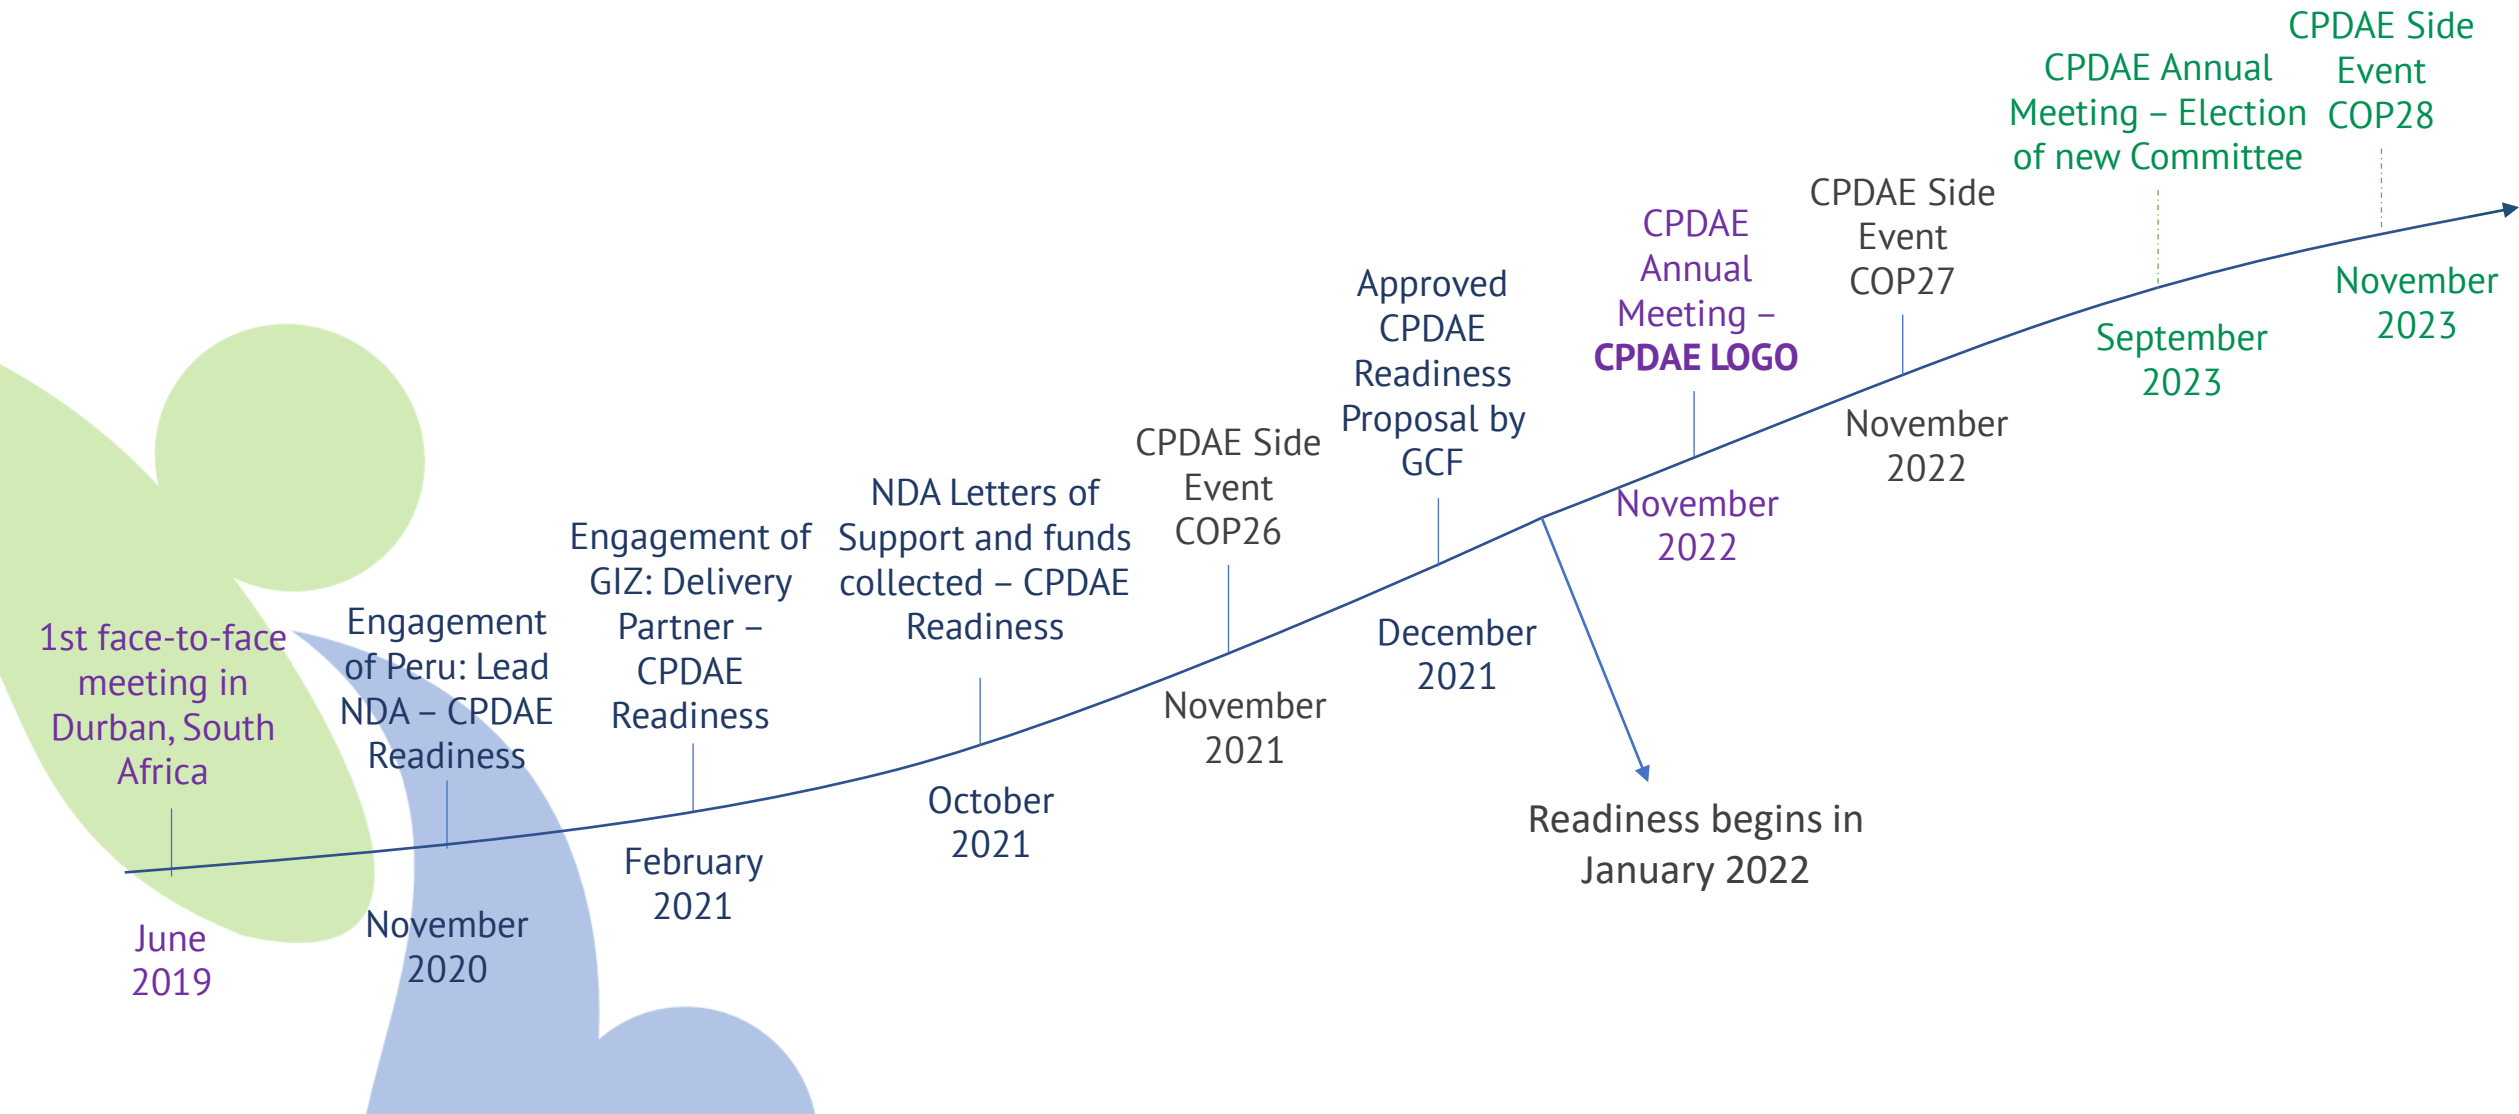 1st face-to-face
meeting in
Durban, South
Africa
June
2019
Engagement
of Peru: Lead
NDA – CPDAE
Readiness
November
2020
Engagement of
GIZ: Delivery
Partner –
CPDAE
Readiness
February
2021
NDA Letters of
Support and funds
collected – CPDAE
Readiness
October
2021
CPDAE Side
Event
COP26
November
2021
Approved
CPDAE
Readiness
Proposal by
GCF
December
2021
Readiness begins in
January 2022
CPDAE
Annual
Meeting –
CPDAE LOGO
November
2022
CPDAE Side
Event
COP27
November
2022
CPDAE Annual
Meeting – Election
of new Committee
September
2023
CPDAE Side
Event
COP28
November
2023